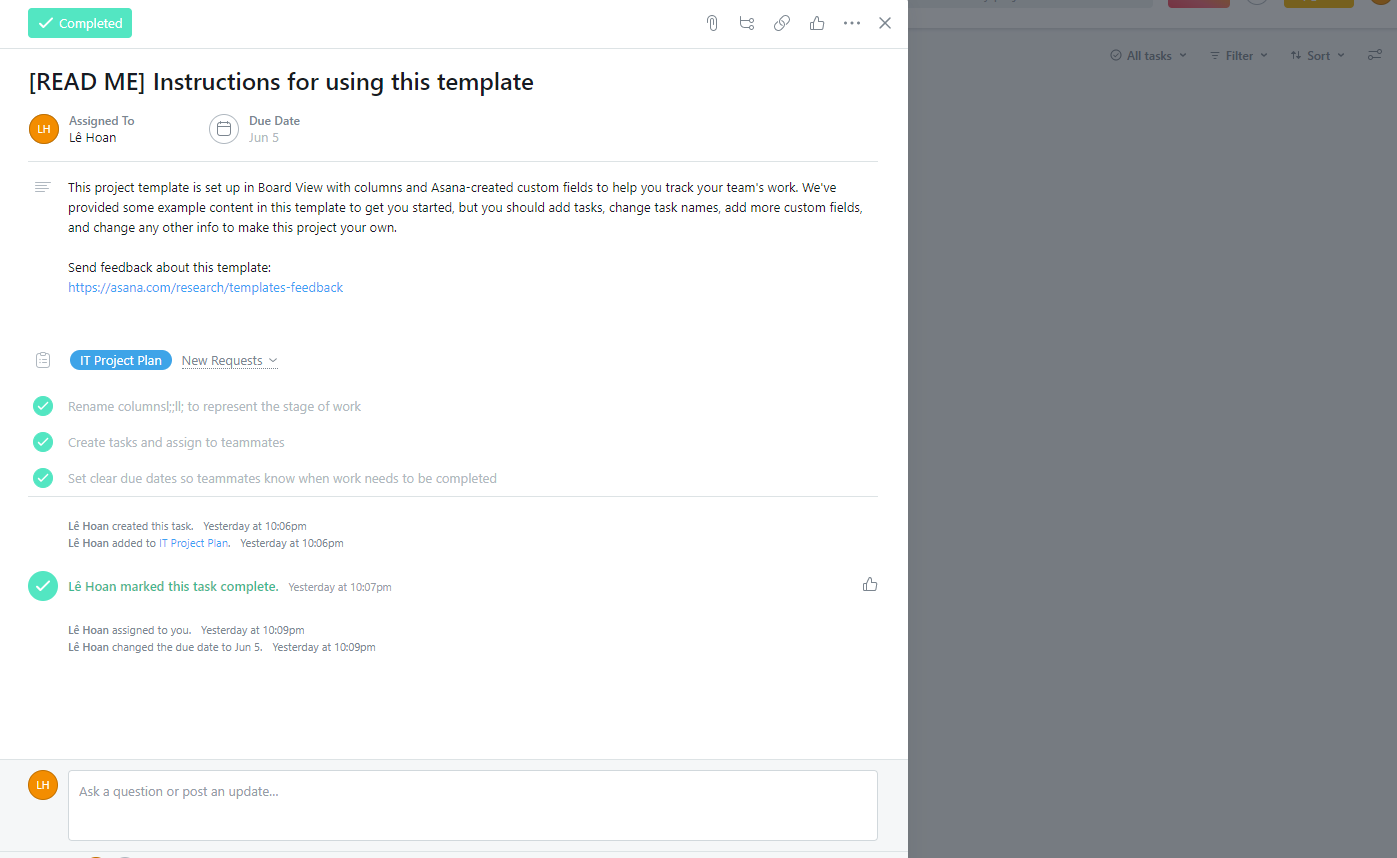 Completed
[READ ME] Instructions for using this template
LH
Assigned To
Lê Hoan
Due Date
Jun 5
This project template is set up in Board View with columns and Asana-created custom fields to help you track your team's work. We've
provided some example content in this template to get you started, but you should add tasks, change task names, add more custom fields,
and change any other info to make this project your own.
Send feedback about this template:
https://asana.com/research/templates-feedback
IT Project Plan New Requests
Rename columnsl;;ll; to represent the stage of work
Create tasks and assign to teammates
Set clear due dates so teammates know when work needs to be completed
Lê Hoan created this task. Yesterday at 10:06pm
Lê Hoan added to IT Project Plan. Yesterday at 10:06pm
Lê Hoan marked this task complete. Yesterday at 10:07pm
Lê Hoan assigned to you. Yesterday at 10:09pm
Lê Hoan changed the due date to Jun 5. Yesterday at 10:09pm
LH
Ask a question or post an update...
All tasks Filter Sort